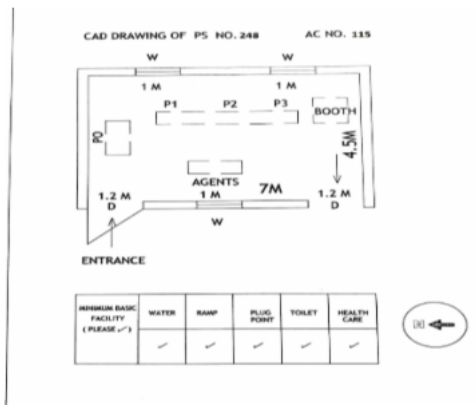 CAD DRAWING OF PS NO. 248 AC NO. 115
W W
1 M 1 M
P1 P2 P3
BOOTH
PO
4.5M
AGENTS
1.2 M 1 M 7M 1.2 M
D D
W
ENTRANCE
MINIMUM BASIC FACILITY (PLEASE ✓) WATER RAMP PLUG POINT TOILET HEALTH CARE
✓ ✓ ✓ ✓ ✓